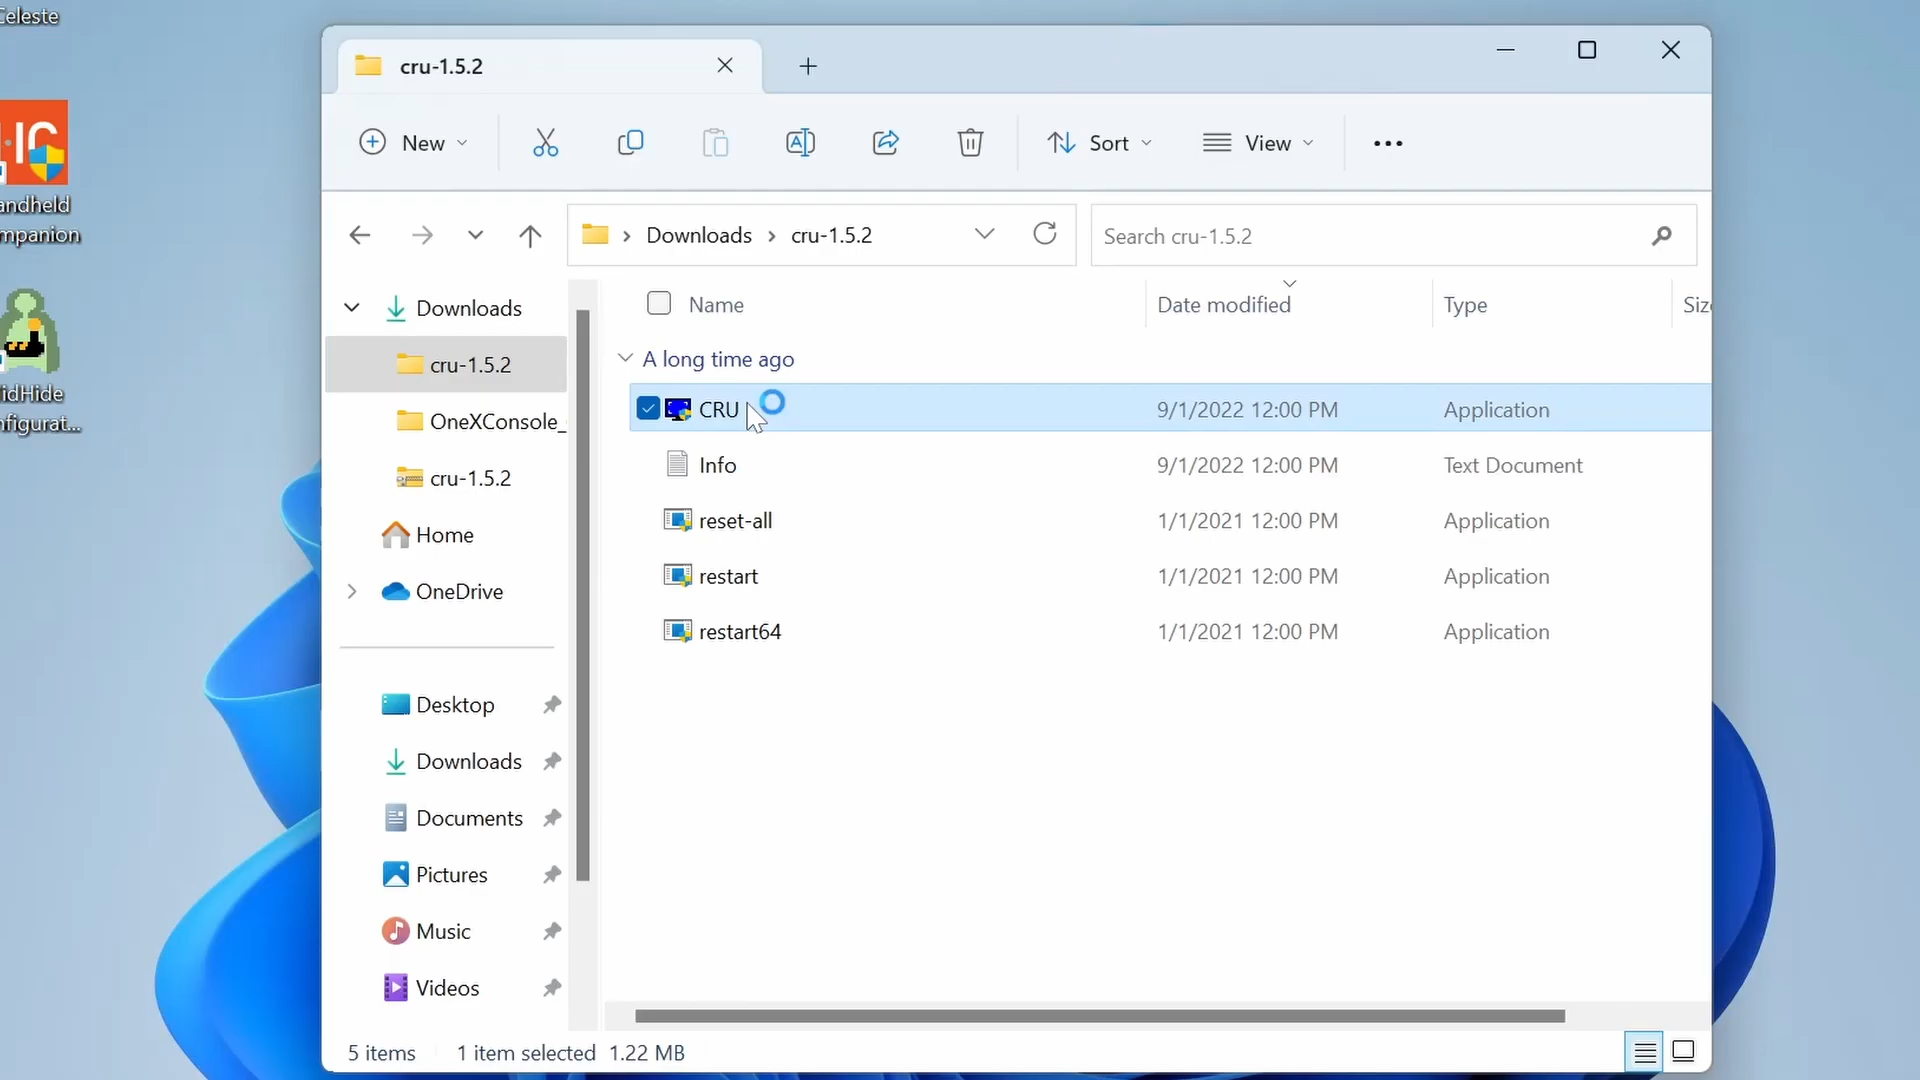 Celeste
andheld
mpanion
idHide
nfigurat...
cru-1.5.2
New
Sort
View
Downloads
cru-1.5.2
Search cru-1.5.2
Downloads
cru-1.5.2
OneXConsole_
cru-1.5.2
Home
OneDrive
Desktop
Downloads
Documents
Pictures
Music
Videos
Name Date modified Type Siz
A long time ago
CRU 9/1/2022 12:00 PM Application
Info 9/1/2022 12:00 PM Text Document
reset-all 1/1/2021 12:00 PM Application
restart 1/1/2021 12:00 PM Application
restart64 1/1/2021 12:00 PM Application
5 items 1 item selected 1.22 MB